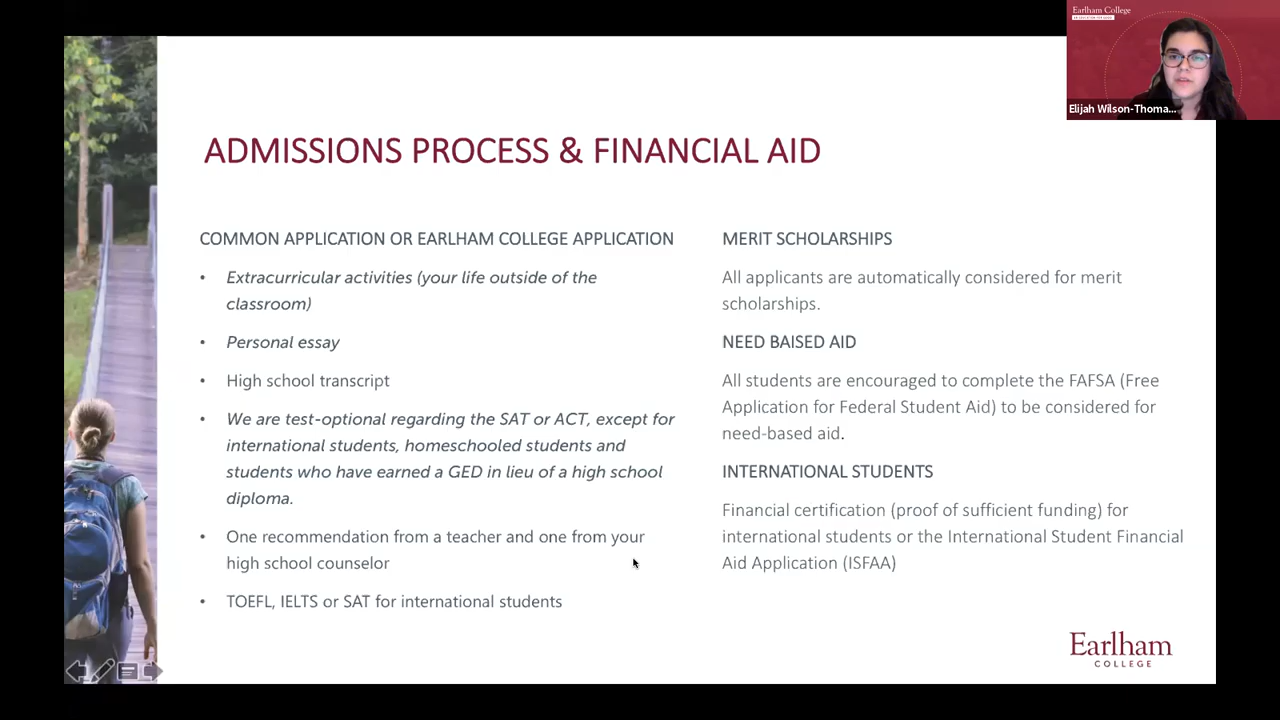 Earlham College
Elijah Wilson-Thoma...
ADMISSIONS PROCESS & FINANCIAL AID
COMMON APPLICATION OR EARLHAM COLLEGE APPLICATION
• Extracurricular activities (your life outside of the
classroom)
• Personal essay
• High school transcript
• We are test-optional regarding the SAT or ACT, except for
international students, homeschooled students and
students who have earned a GED in lieu of a high school
diploma.
• One recommendation from a teacher and one from your
high school counselor
• TOEFL, IELTS or SAT for international students
MERIT SCHOLARSHIPS
All applicants are automatically considered for merit
scholarships.
NEED BAISED AID
All students are encouraged to complete the FAFSA (Free
Application for Federal Student Aid) to be considered for
need-based aid.
INTERNATIONAL STUDENTS
Financial certification (proof of sufficient funding) for
international students or the International Student Financial
Aid Application (ISFAA)
Earlham
COLLEGE